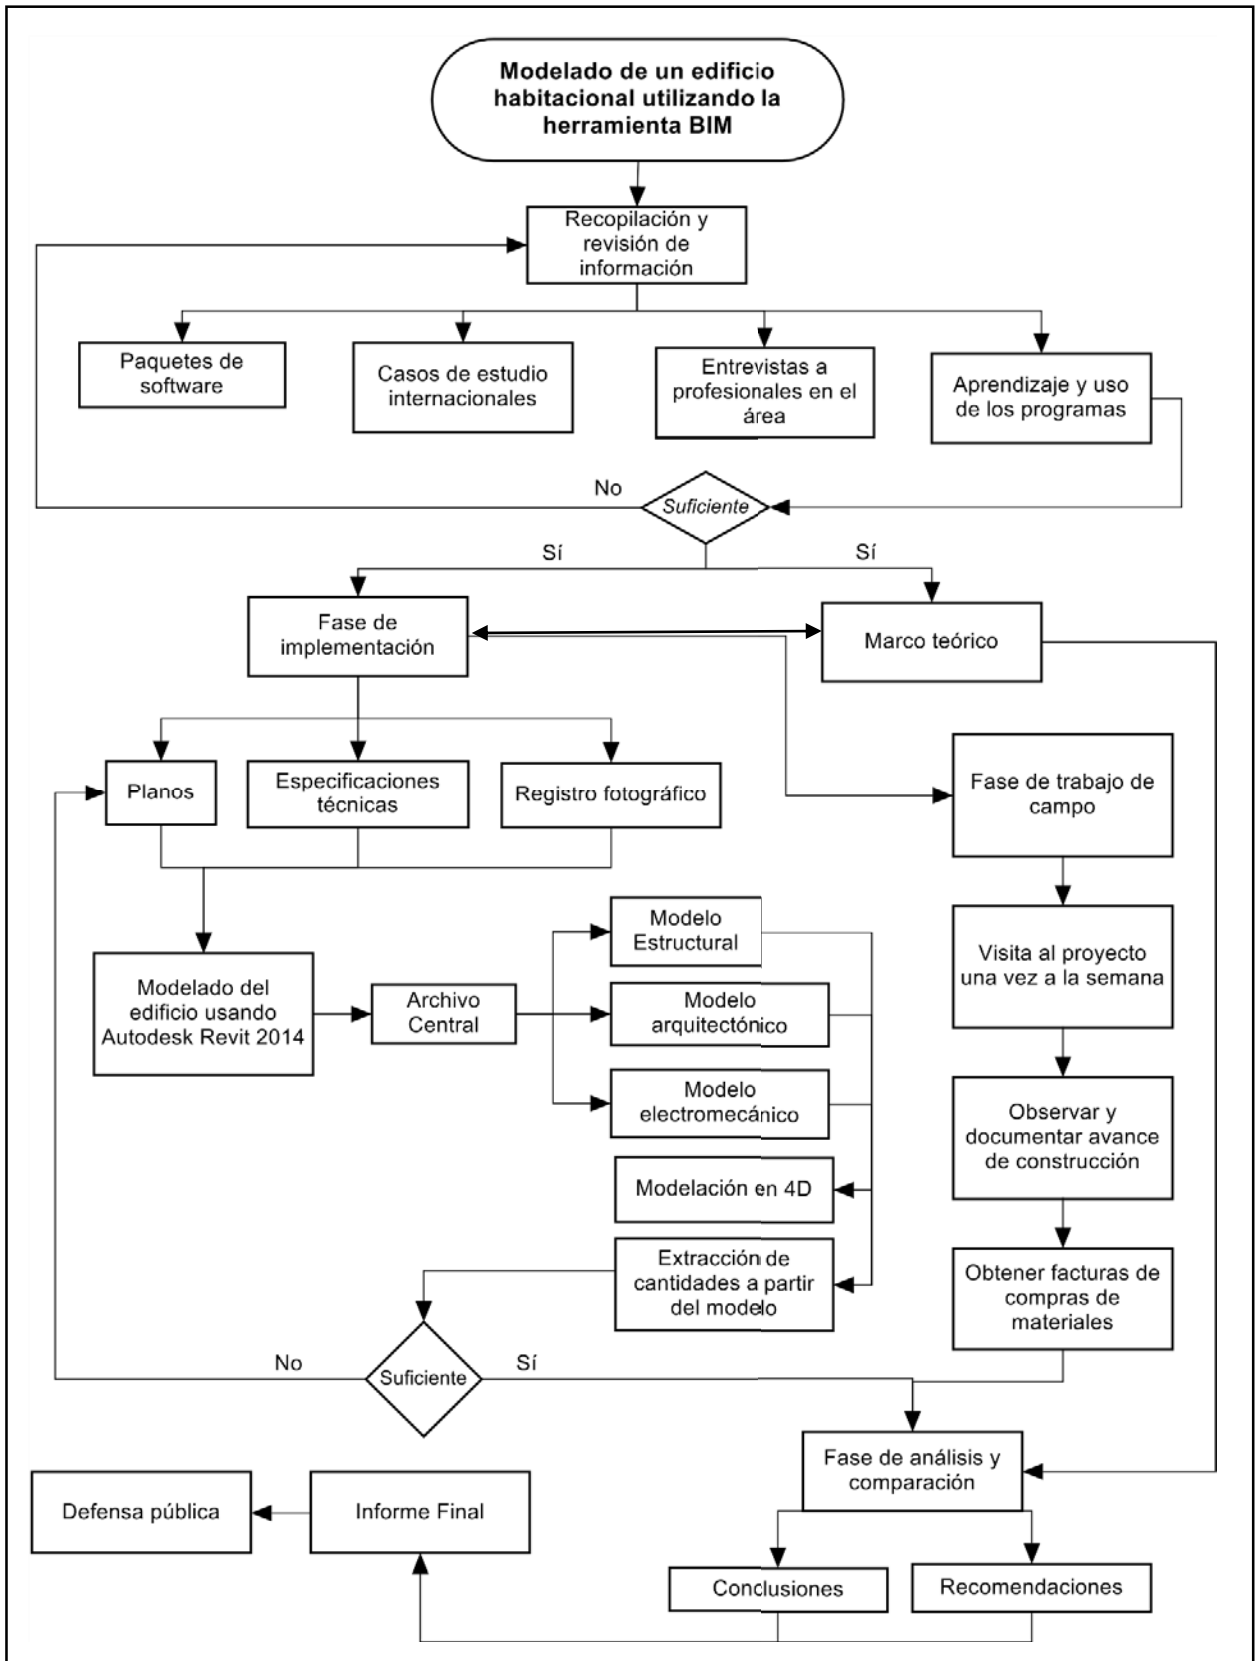 Modelado de un edificio
habitacional utilizando la
herramienta BIM
Recopilación y
revisión de
información
Paquetes de
software
Casos de estudio
internacionales
Entrevistas a
profesionales en el
área
Aprendizaje y uso
de los programas
No
Suficiente
Sí
Sí
Fase de
implementación
Marco teórico
Planos
Especificaciones
técnicas
Registro fotográfico
Fase de trabajo de
campo
Modelo
Estructural
Visita al proyecto
una vez a la semana
Modelado del
edificio usando
Autodesk Revit 2014
Archivo
Central
Modelo
arquitectónico
Modelo
electromecánico
Observar y
documentar avance
de construcción
Modelación en 4D
Extracción de
cantidades a partir
del modelo
Obtener facturas de
compras de
materiales
No
Suficiente
Sí
Fase de análisis y
comparación
Defensa pública
Informe Final
Conclusiones
Recomendaciones